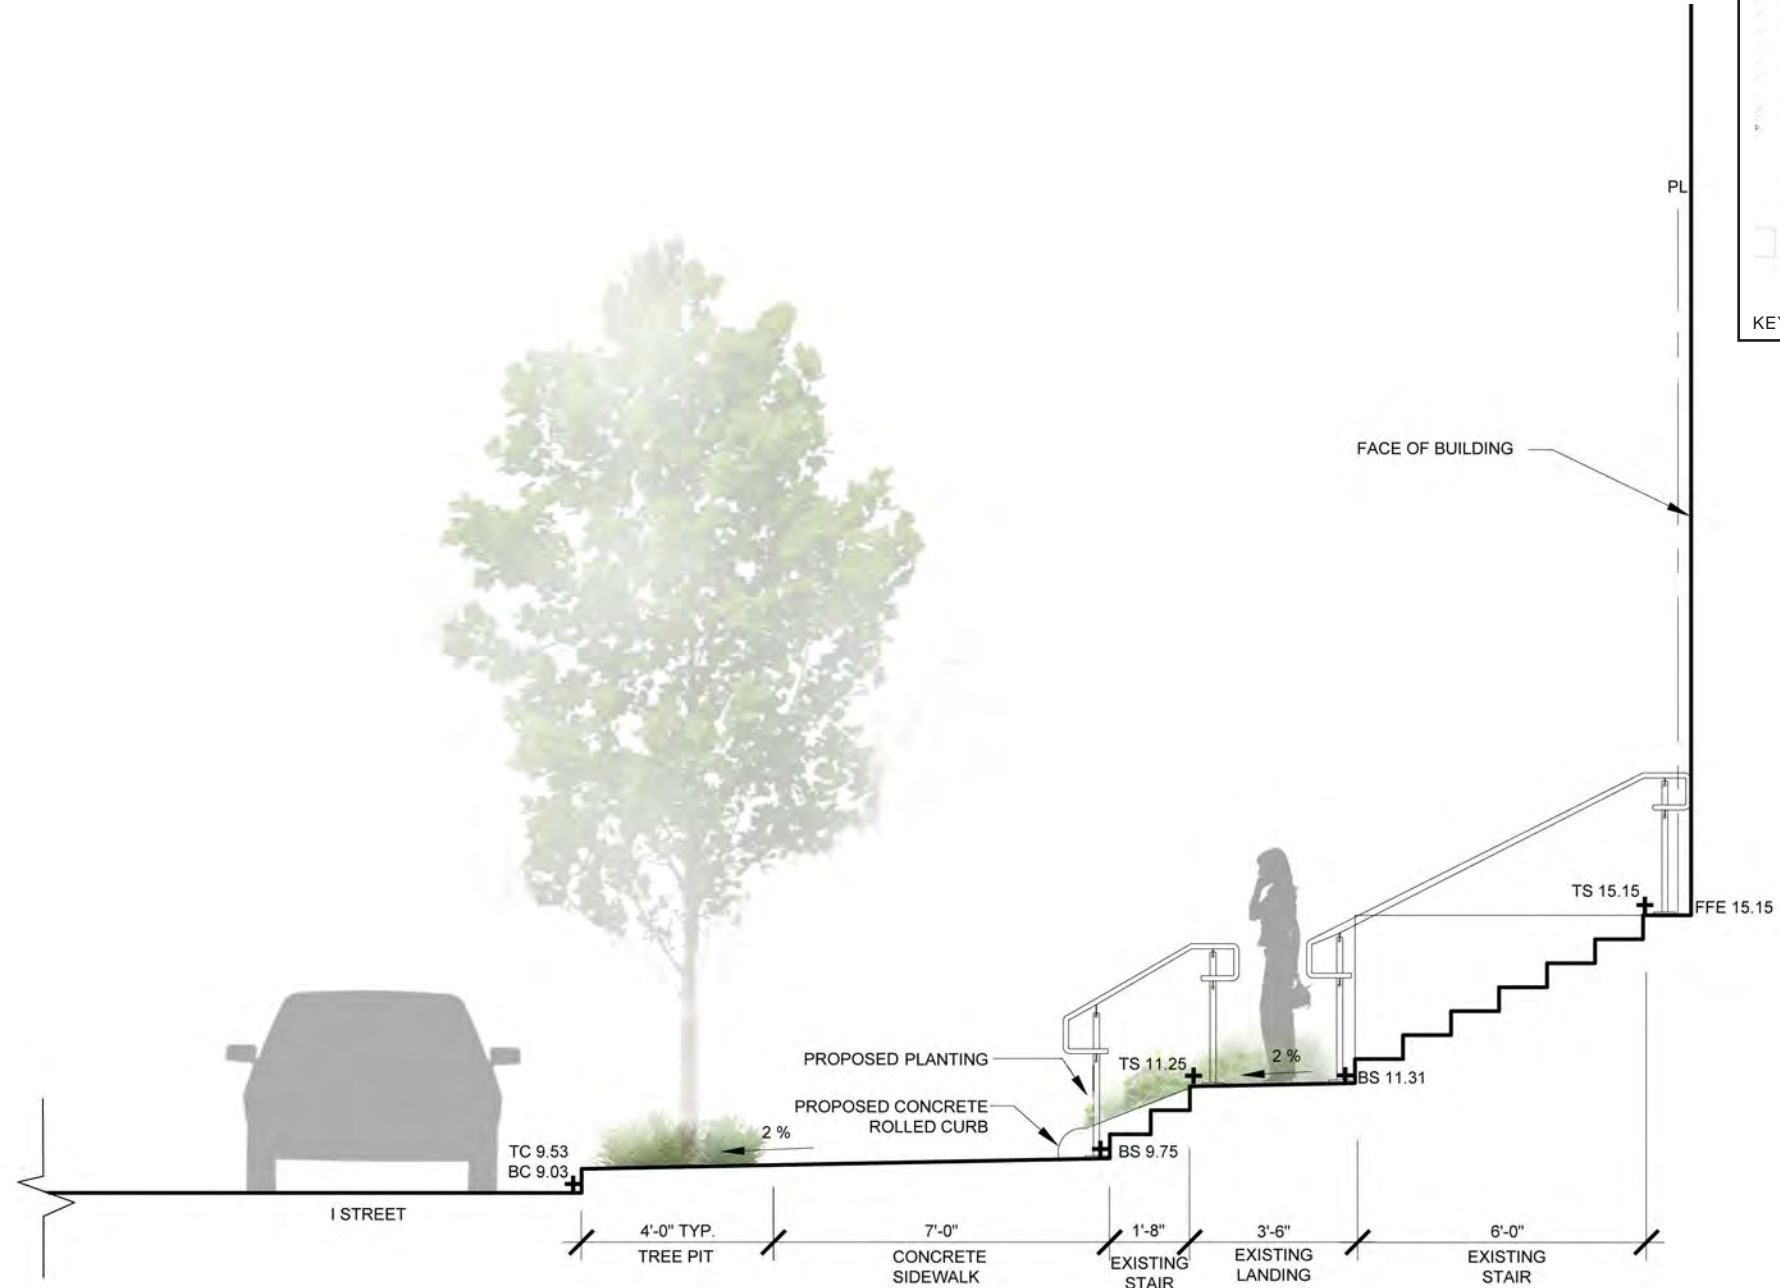 PL
KEY
FACE OF BUILDING
TS 15.15
FFE 15.15
PROPOSED PLANTING
TS 11.25
2 %
BS 11.31
PROPOSED CONCRETE
ROLLED CURB
2 %
TC 9.53
BC 9.03
BS 9.75
I STREET
4'-0" TYP.
TREE PIT
7'-0"
CONCRETE
SIDEWALK
1'-8"
EXISTING
STAIR
3'-6"
EXISTING
LANDING
6'-0"
EXISTING
STAIR